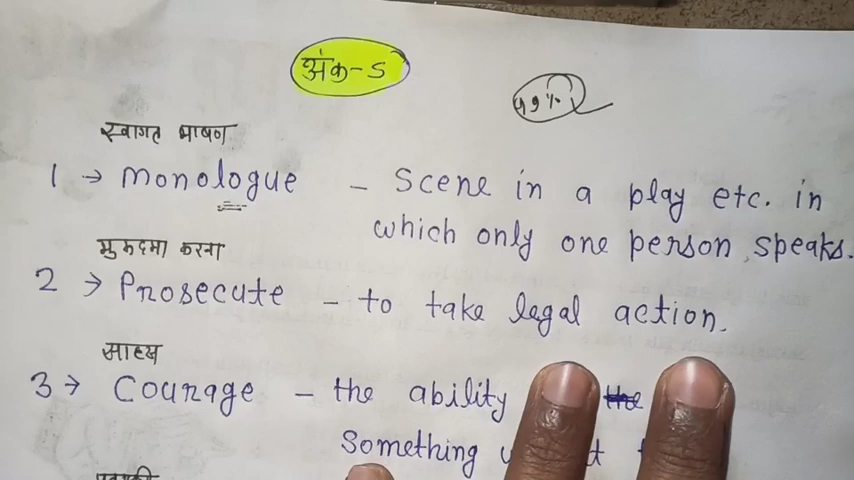 अंक-5
99%
स्वागत भाषण
1 → Monologue - Scene in a play etc. in
which only one person speaks.
मुकदमा करना
2 → Prosecute - to take legal action.
साहस
3 → Courage - the ability
Something